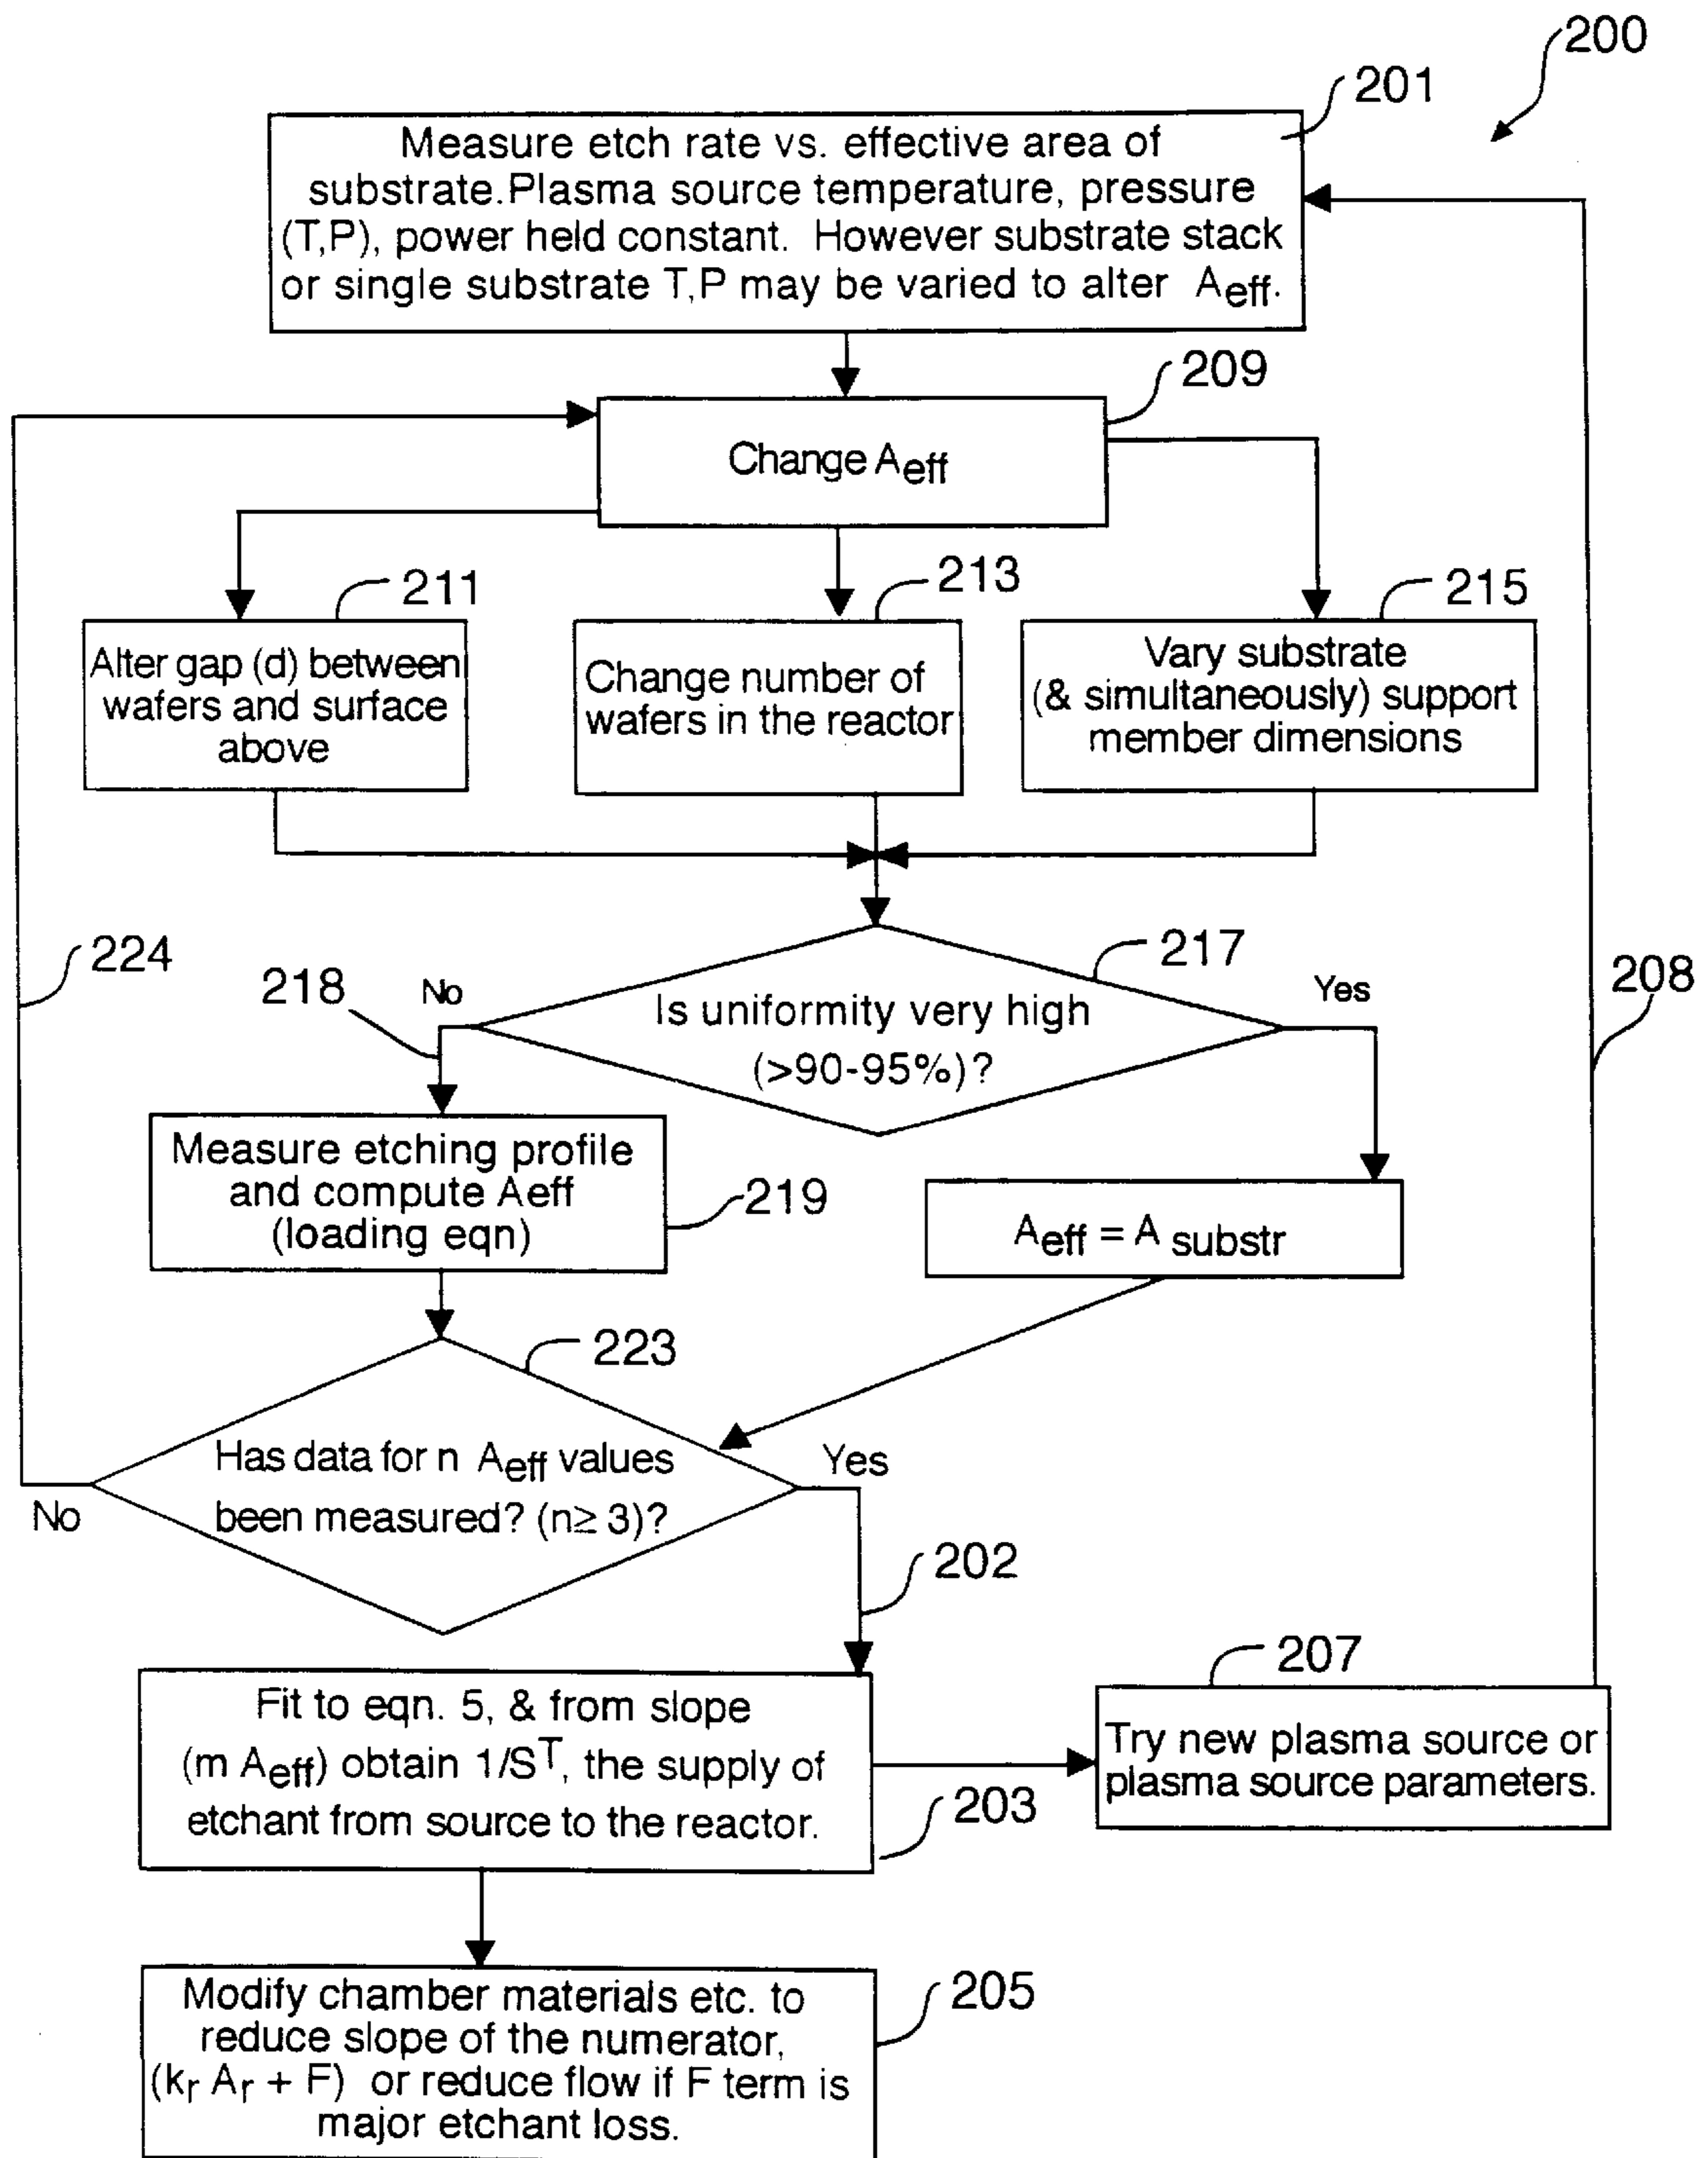 200
201
Measure etch rate vs. effective area of
substrate.Plasma source temperature, pressure
(T,P), power held constant. However substrate stack
or single substrate T,P may be varied to alter Aeff.
209
Change Aeff
211
213
215
Alter gap (d) between
wafers and surface
above
Change number of
wafers in the reactor
Vary substrate
(& simultaneously) support
member dimensions
224
218
No
217
Yes
208
Is uniformity very high
(>90-95%)?
Measure etching profile
and compute Aeff
(loading eqn)
219
Aeff = A substr
223
Has data for n Aeff values
been measured? (n≥ 3)?
Yes
No
202
Fit to eqn. 5, & from slope
(m Aeff) obtain 1/Sᵀ, the supply of
etchant from source to the reactor.
203
207
Try new plasma source or
plasma source parameters.
Modify chamber materials etc. to
reduce slope of the numerator,
(kr Ar + F) or reduce flow if F term is
major etchant loss.
205